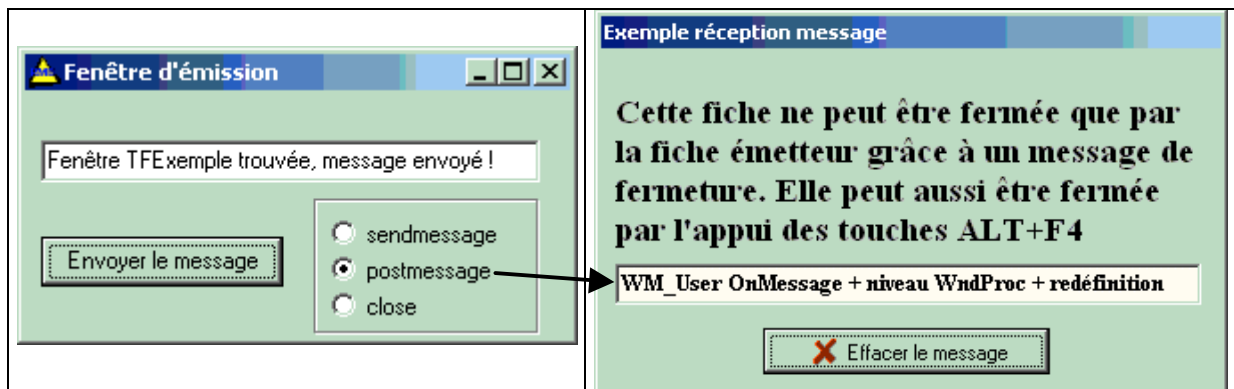 Fenêtre d'émission
Fenêtre TFExemple trouvée, message envoyé !
Envoyer le message
sendmessage
postmessage
close
Exemple réception message
Cette fiche ne peut être fermée que par
la fiche émetteur grâce à un message de
fermeture. Elle peut aussi être fermée
par l'appui des touches ALT+F4
WM_User OnMessage + niveau WndProc + redéfinition
Effacer le message